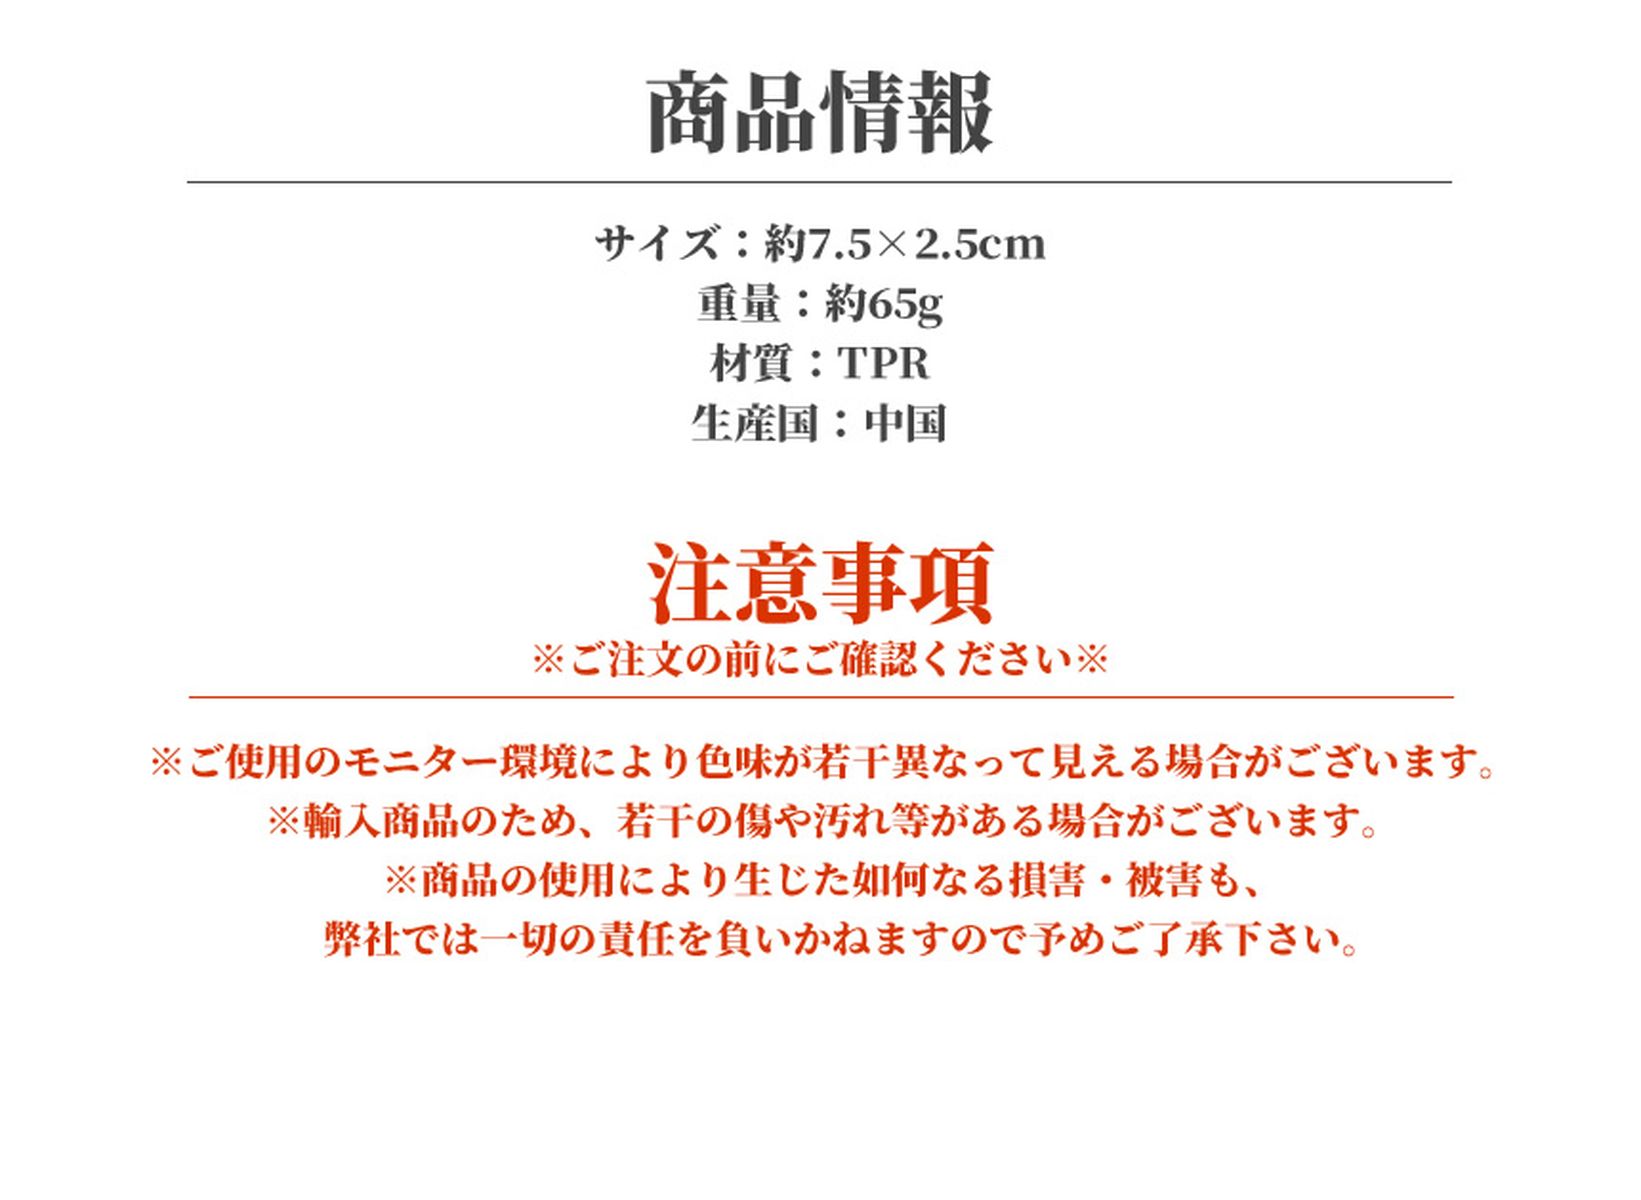 商品情報
サイズ：約7.5×2.5cm
重量：約65g
材質：TPR
生産国：中国
注意事項
※ご注文の前にご確認ください※
※ご使用のモニター環境により色味が若干異なって見える場合がございます。
※輸入商品のため、若干の傷や汚れ等がある場合がございます。
※商品の使用により生じた如何なる損害・被害も、
弊社では一切の責任を負いかねますので予めご了承下さい。